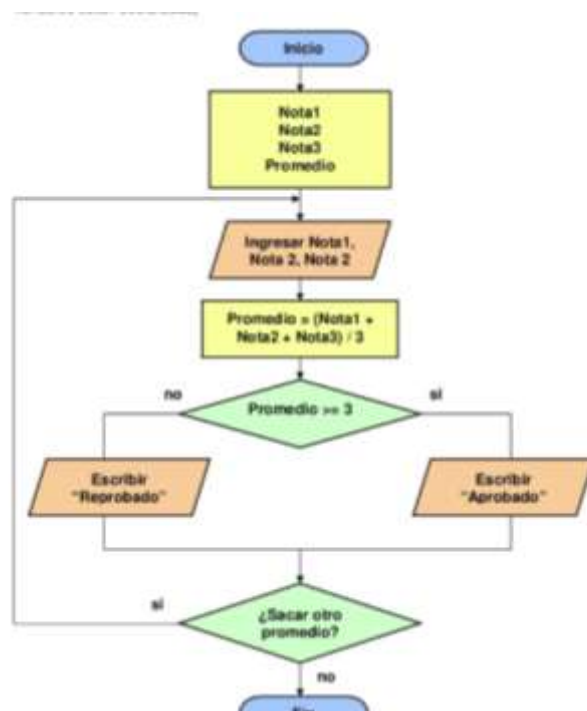 Inicio
Nota1
Nota2
Nota3
Promedio
Ingresar Nota1,
Nota 2, Nota 2
Promedio = (Nota1 +
Nota2 + Nota3) / 3
no
Promedio >= 3
si
Escribir
"Reprobado"
Escribir
"Aprobado"
si
¿Sacar otro
promedio?
no